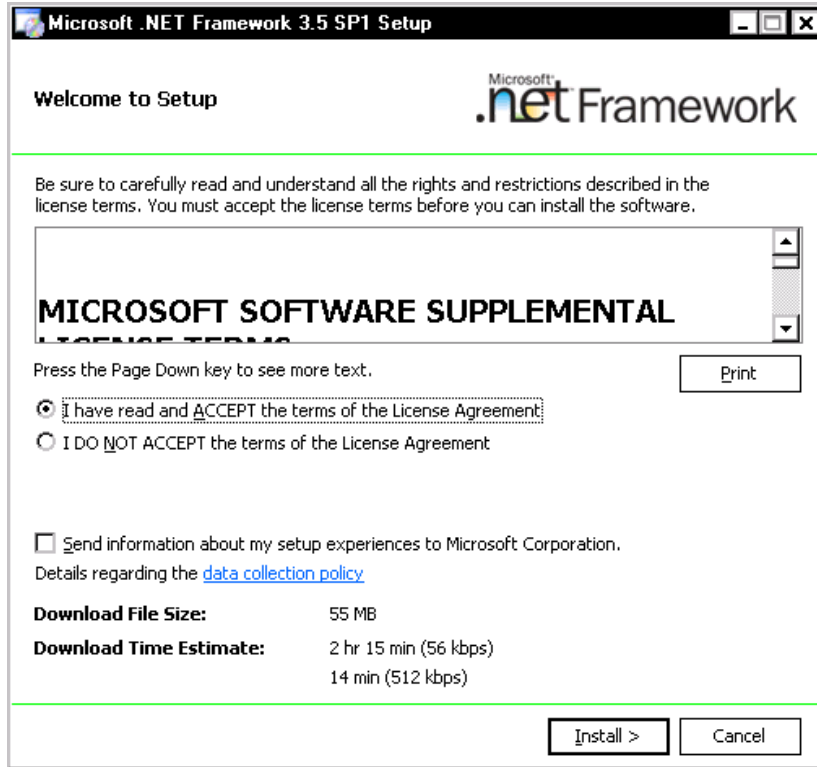 Microsoft .NET Framework 3.5 SP1 Setup
Welcome to Setup
Microsoft
.net Framework
Be sure to carefully read and understand all the rights and restrictions described in the
license terms. You must accept the license terms before you can install the software.
MICROSOFT SOFTWARE SUPPLEMENTAL
LICENSE TERMS
Press the Page Down key to see more text.
Print
I have read and ACCEPT the terms of the License Agreement
I DO NOT ACCEPT the terms of the License Agreement
Send information about my setup experiences to Microsoft Corporation.
Details regarding the data collection policy
Download File Size: 55 MB
Download Time Estimate: 2 hr 15 min (56 kbps)
14 min (512 kbps)
Install > Cancel